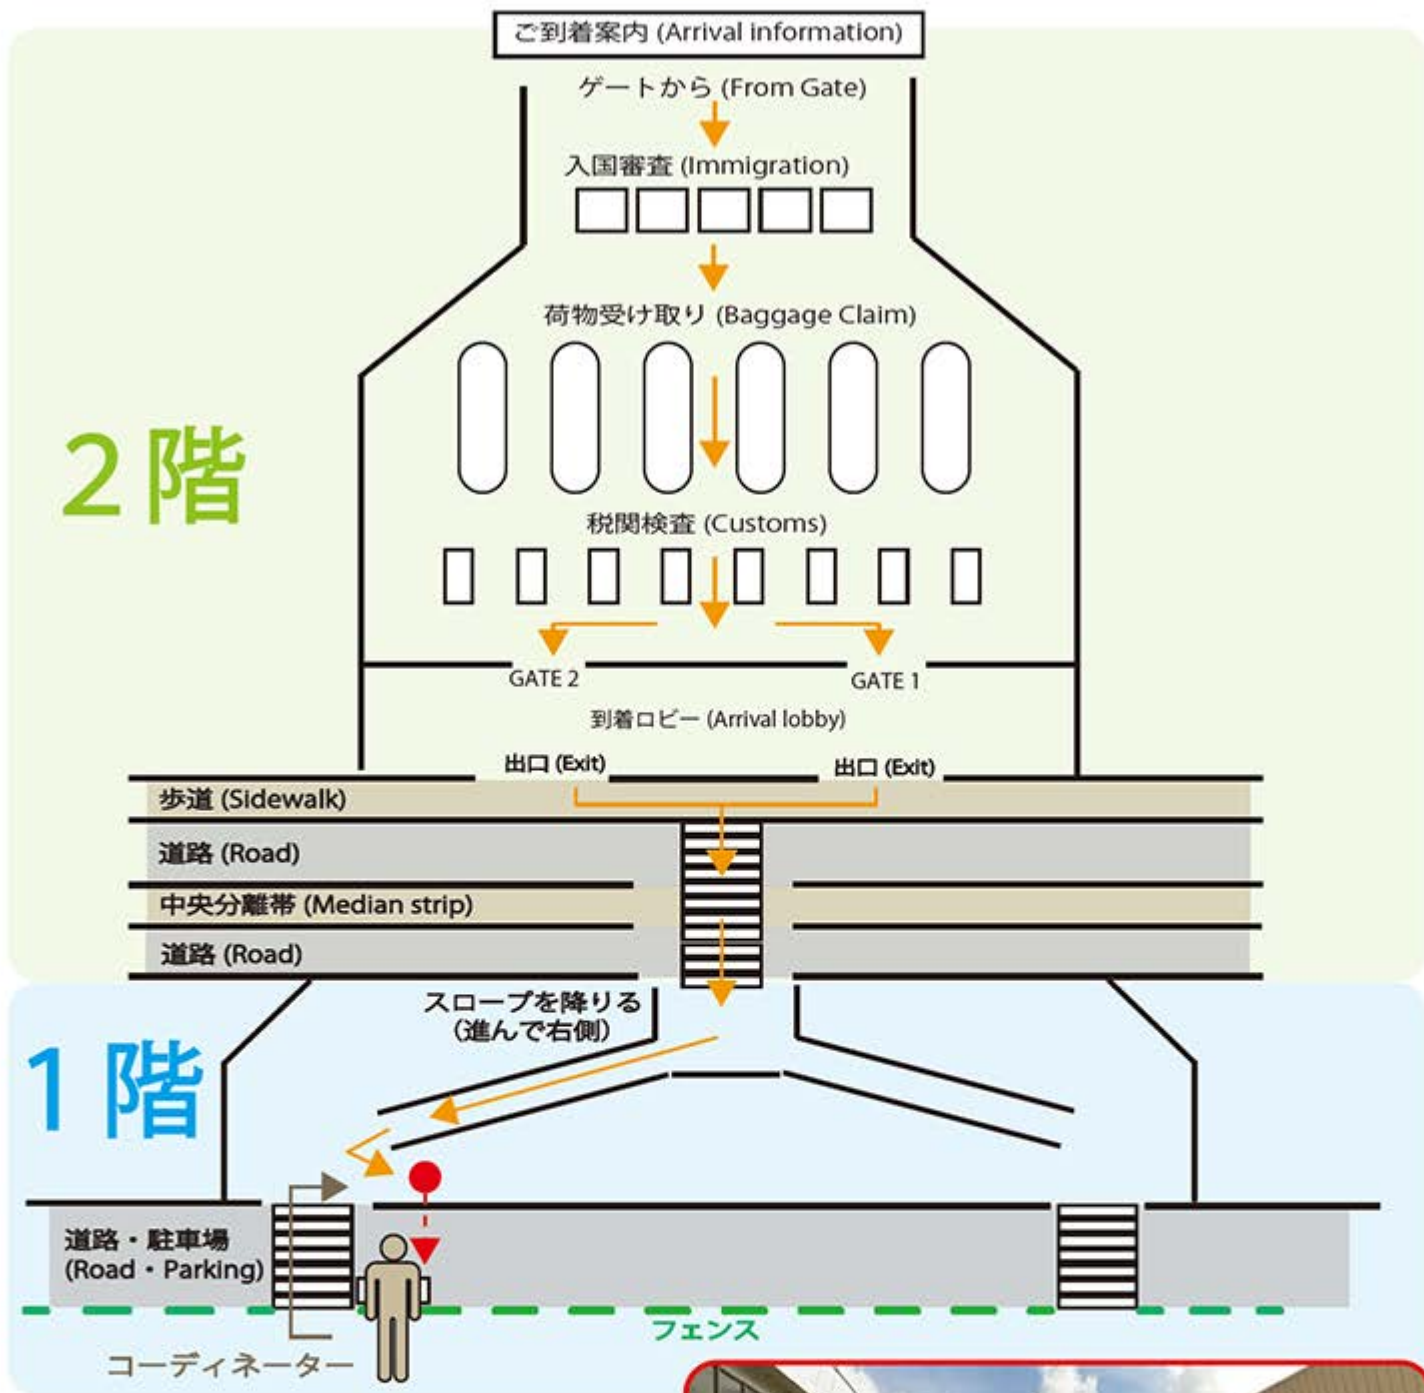 ご到着案内 (Arrival information)
ゲートから (From Gate)
入国審査 (Immigration)
荷物受け取り (Baggage Claim)
2階
税関検査 (Customs)
GATE 2
GATE 1
到着ロビー (Arrival lobby)
出口 (Exit)
出口 (Exit)
歩道 (Sidewalk)
道路 (Road)
中央分離帯 (Median strip)
道路 (Road)
スロープを降りる
（進んで右側）
1階
道路・駐車場
(Road・Parking)
フェンス
コーディネーター